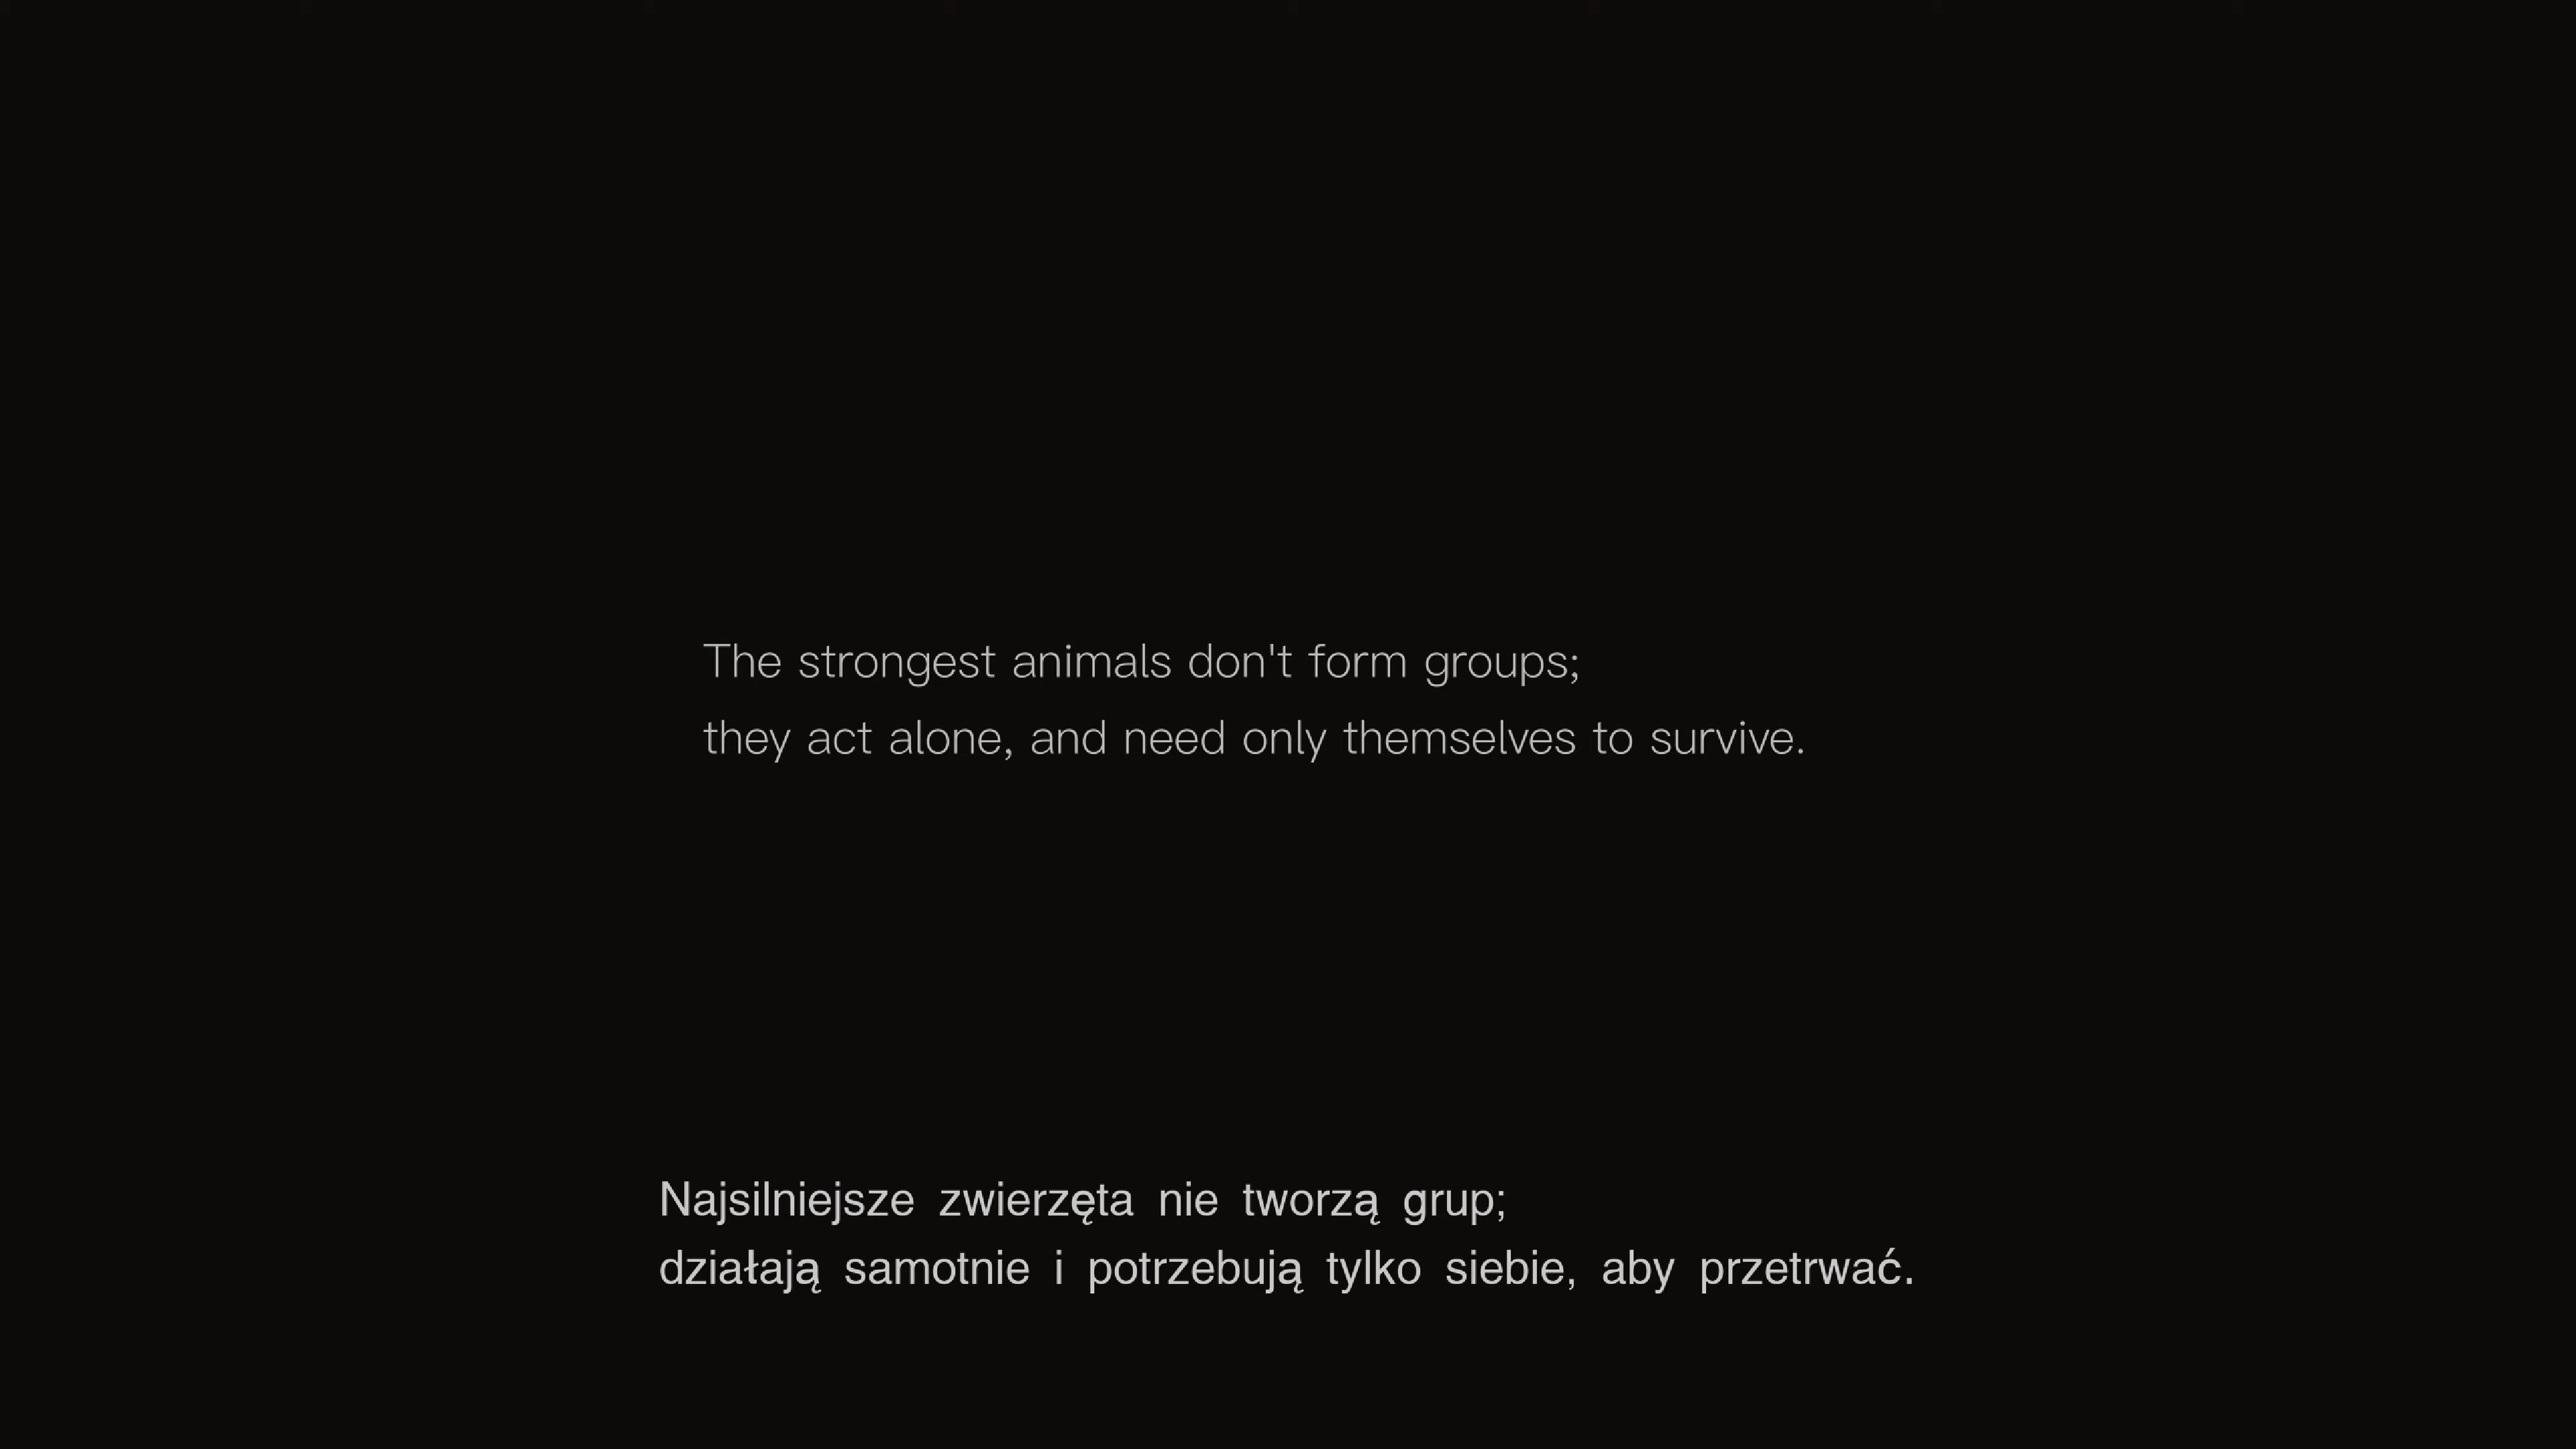 The strongest animals don't form groups;
they act alone, and need only themselves to survive.
Najsilniejsze zwierzęta nie tworzą grup;
działają samotnie i potrzebują tylko siebie, aby przetrwać.